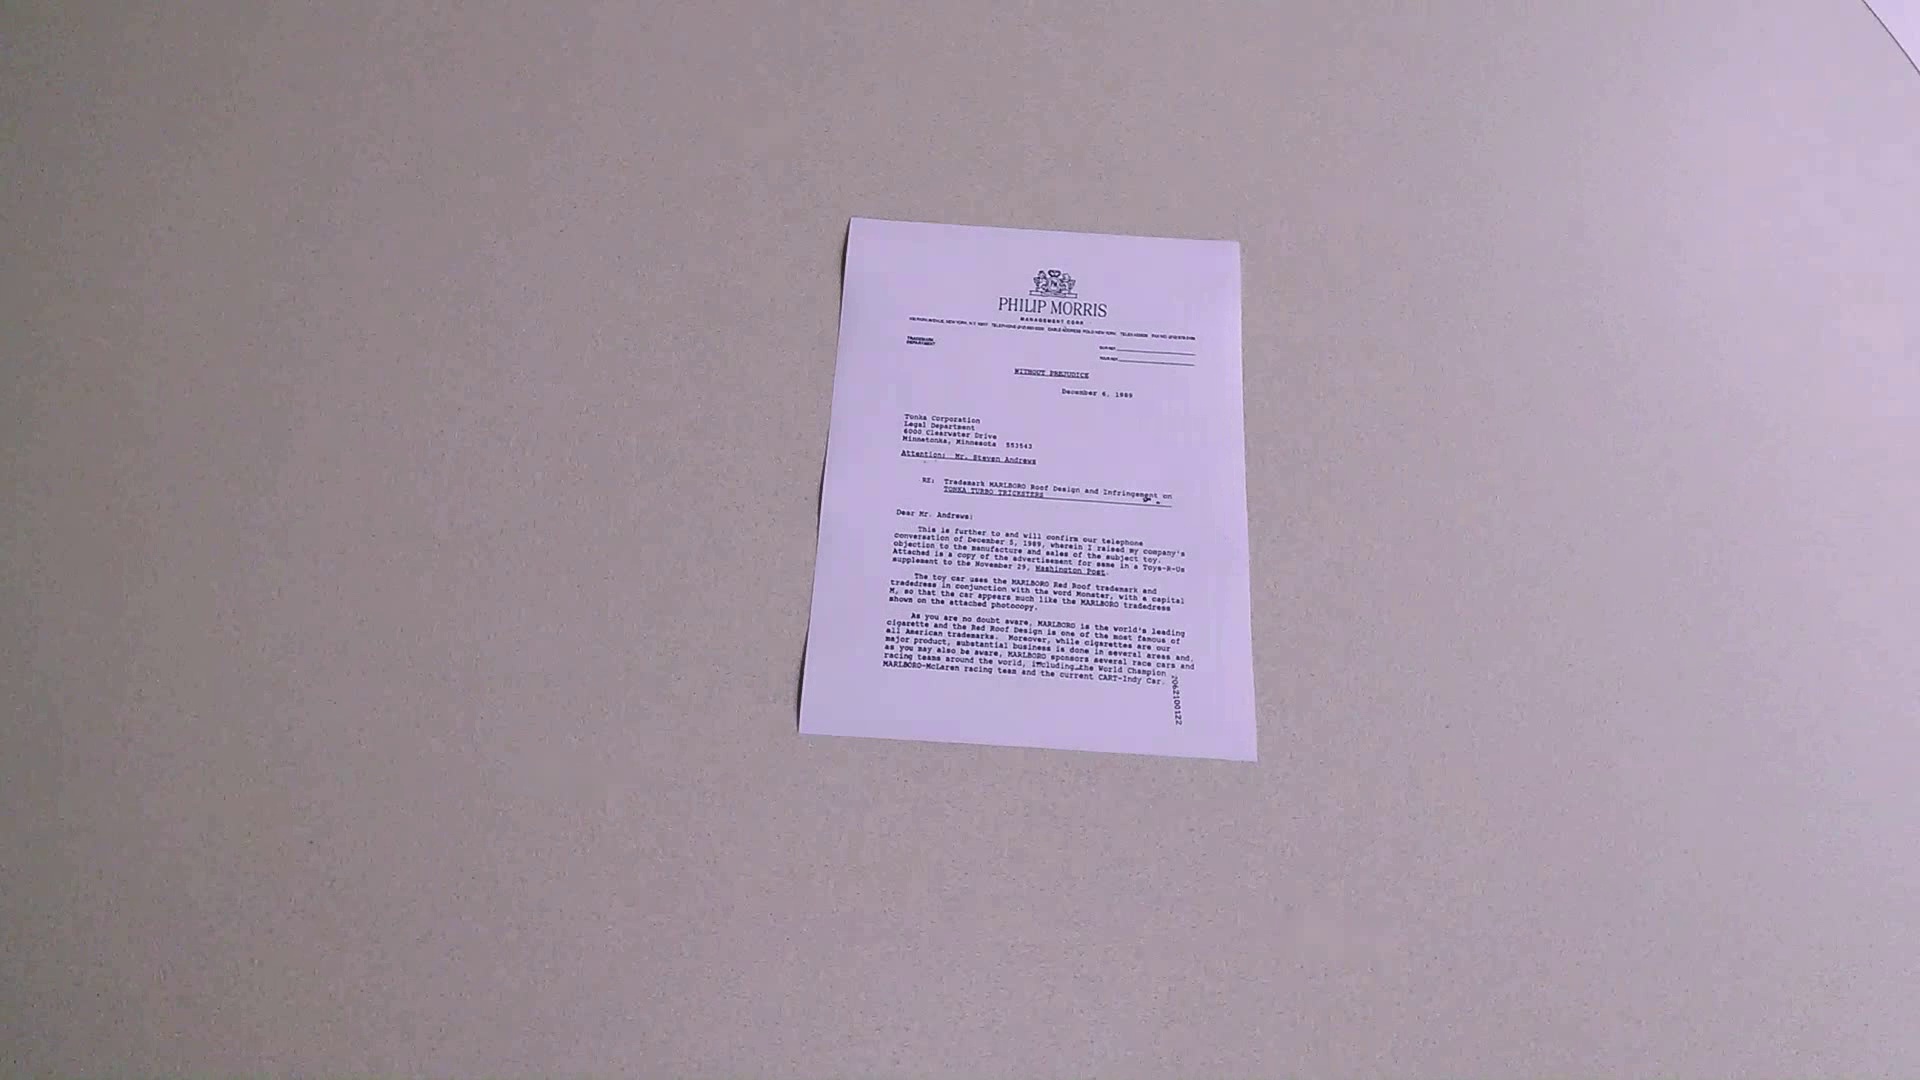 PHILIP MORRIS
MANAGEMENT CORP.
TRADEMARK
DEPARTMENT
OUR REF.
YOUR REF.
WITHOUT PREJUDICE
December 6, 1989
Tonka Corporation
Legal Department
6000 Clearwater Drive
Minnetonka, Minnesota 553543
Attention: Mr. Steven Andrews
RE: Trademark MARLBORO Roof Design and Infringement on
TONKA TURBO TRICKSTERS
Dear Mr. Andrews:
This is further to and will confirm our telephone
conversation of December 5, 1989, wherein I raised my company's
objection to the manufacture and sales of the subject toy.
Attached is a copy of the advertisement for same in a Toys-R-Us
supplement to the November 29, Washington Post.
The toy car uses the MARLBORO Red Roof trademark and
tradedress in conjunction with the word Monster, with a capital
M, so that the car appears much like the MARLBORO tradedress
shown on the attached photocopy.
As you are no doubt aware, MARLBORO is the world's leading
cigarette and the Red Roof Design is one of the most famous of
all American trademarks. Moreover, while cigarettes are our
major product, substantial business is done in several areas and,
as you may also be aware, MARLBORO sponsors several race cars and
racing teams around the world, including the World Champion
MARLBORO-McLaren racing team and the current CART-Indy Car.
2062100122